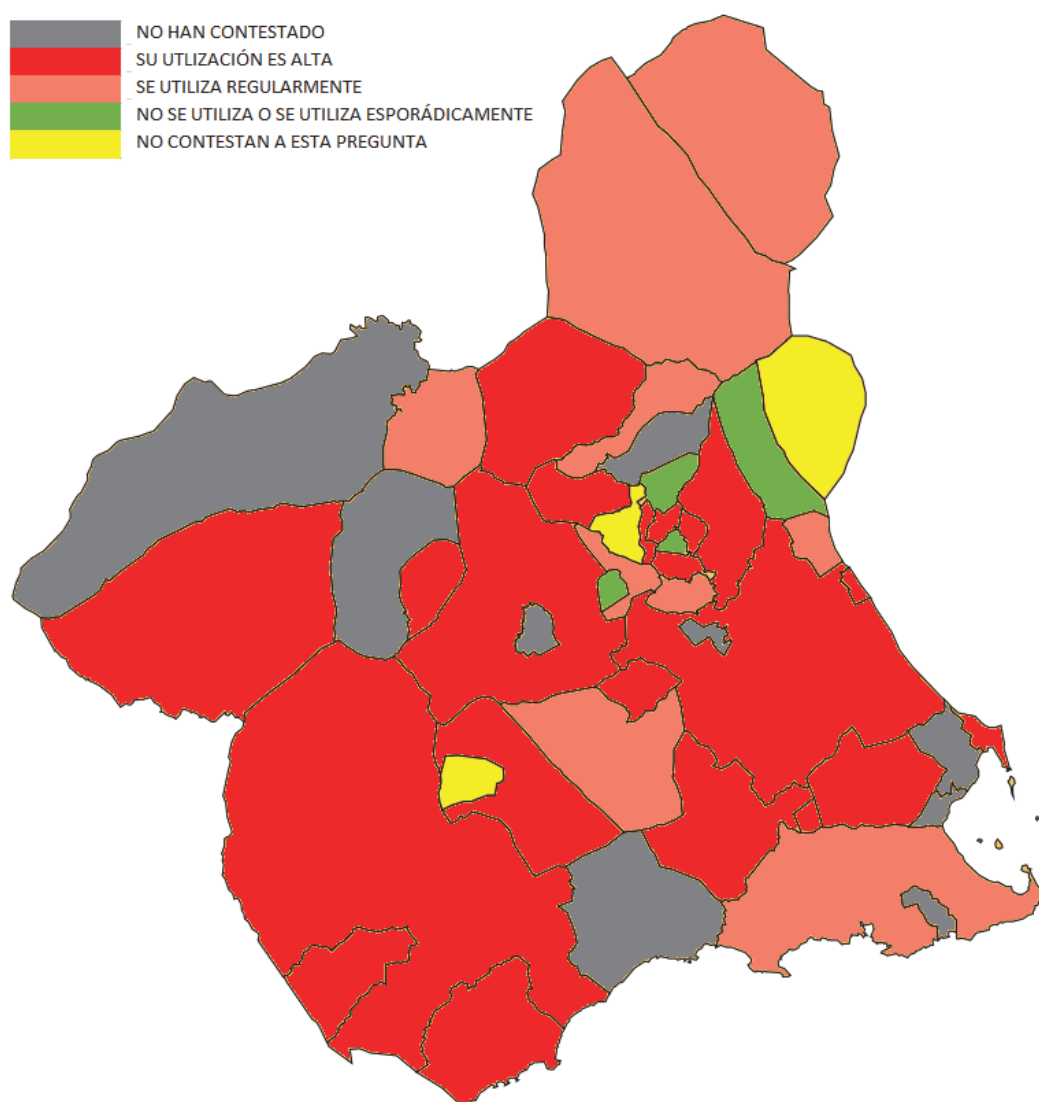 NO HAN CONTESTADO
SU UTLIZACIÓN ES ALTA
SE UTILIZA REGULARMENTE
NO SE UTILIZA O SE UTILIZA ESPORÁDICAMENTE
NO CONTESTAN A ESTA PREGUNTA